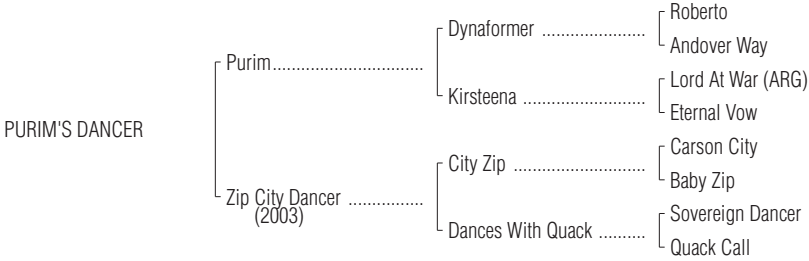 Roberto
Dynaformer ......................
Andover Way
Purim................................
Lord At War (ARG)
Kirsteena ..........................
Eternal Vow
PURIM'S DANCER
Carson City
City Zip ............................
Baby Zip
Zip City Dancer ................
(2003)
Sovereign Dancer
Dances With Quack ..........
Quack Call